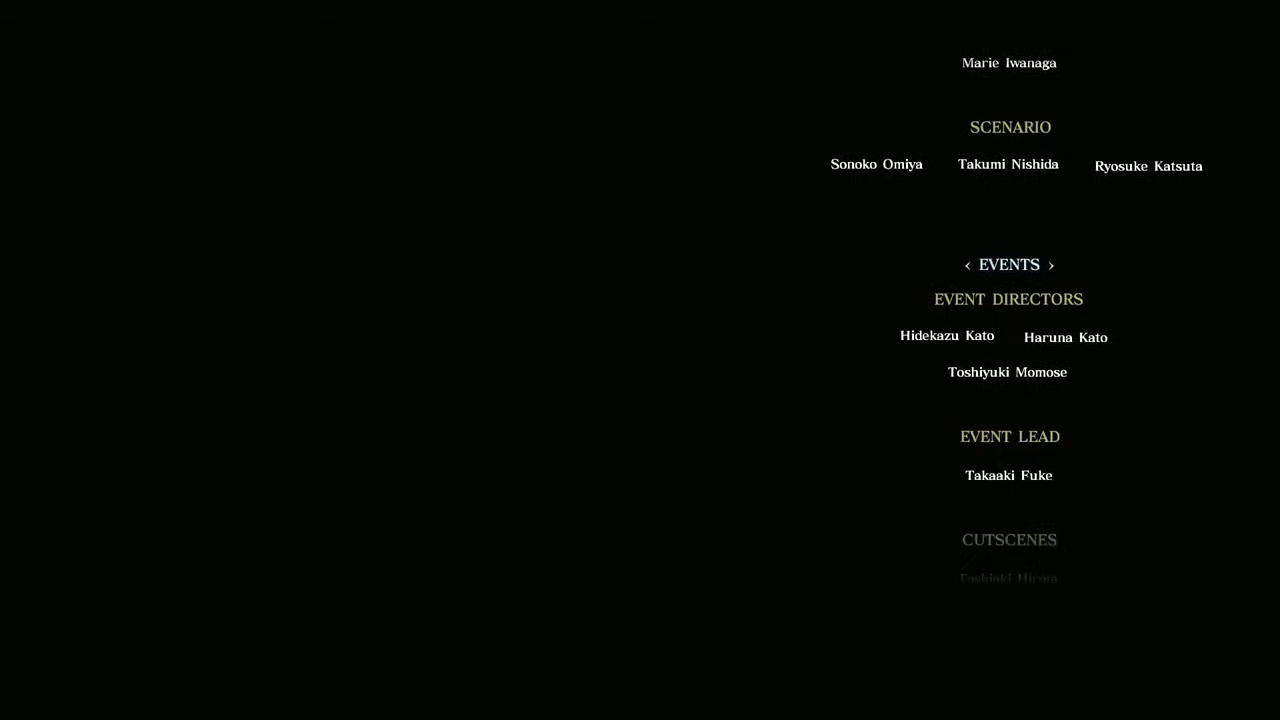 Marie Iwanaga
SCENARIO
Sonoko Omiya Takumi Nishida Ryosuke Katsuta
‹ EVENTS ›
EVENT DIRECTORS
Hidekazu Kato Haruna Kato
Toshiyuki Momose
EVENT LEAD
Takaaki Fuke
CUTSCENES